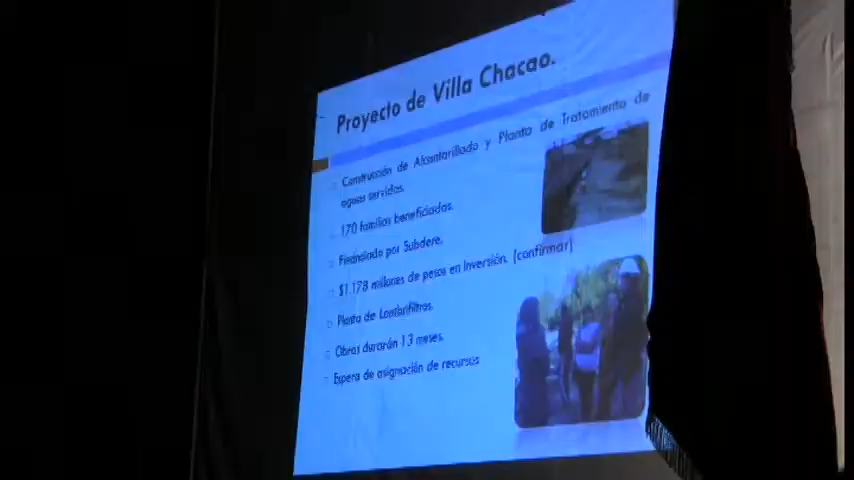 Proyecto de Villa Chacao.
Construcción de Alcantarillado y Planta de Tratamiento de
aguas servidas.
170 familias beneficiadas.
Financiado por Subdere.
$1.178 millones de pesos en Inversión. (confirmar)
Planta de Lombrifiltros.
Obras durarán 13 meses.
Espera de asignación de recursos